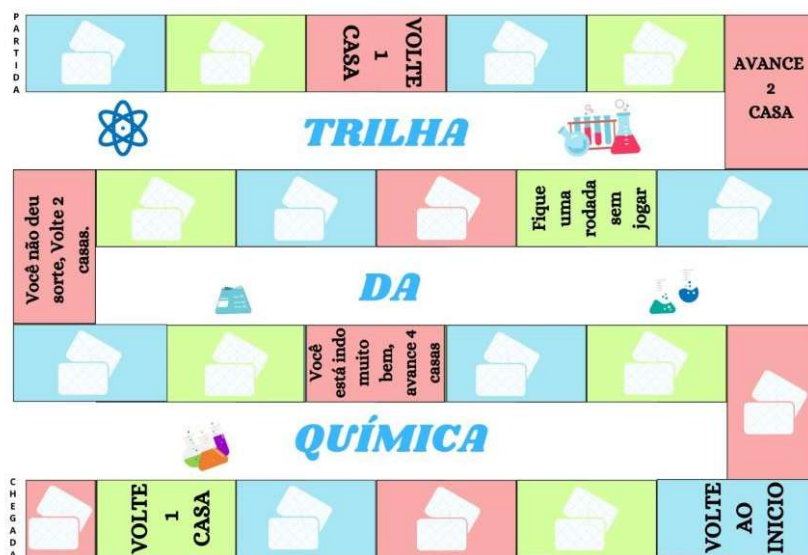 PARTIDA
VOLTE
1
CASA
AVANCE
2
CASA
TRILHA
Você não deu
sorte, Volte 2
casas.
Fique
uma
rodada
sem
jogar
DA
Você
está indo
muito
bem,
avance 4
casas
QUÍMICA
CHEGADA
VOLTE
1
CASA
VOLTE
AO
INICIO